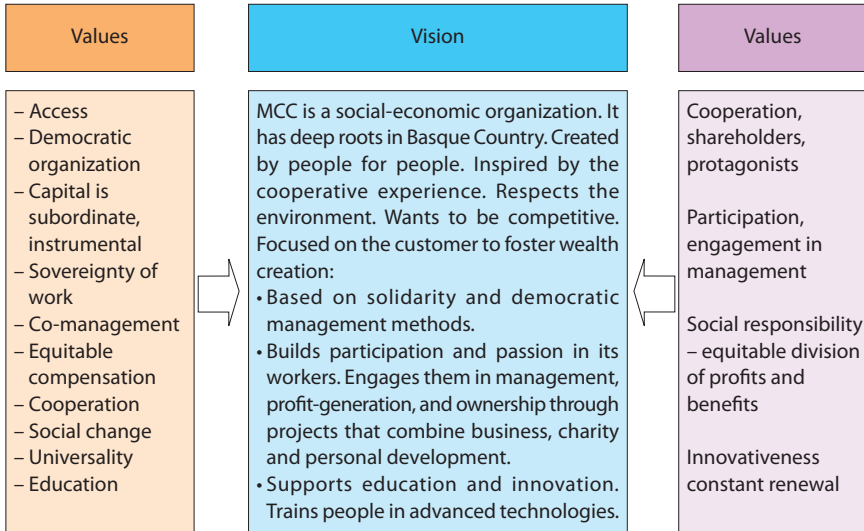 Values
– Access
– Democratic
organization
– Capital is
subordinate,
instrumental
– Sovereignty of
work
– Co-management
– Equitable
compensation
– Cooperation
– Social change
– Universality
– Education
Vision
MCC is a social-economic organization. It
has deep roots in Basque Country. Created
by people for people. Inspired by the
cooperative experience. Respects the
environment. Wants to be competitive.
Focused on the customer to foster wealth
creation:
• Based on solidarity and democratic
management methods.
• Builds participation and passion in its
workers. Engages them in management,
profit-generation, and ownership through
projects that combine business, charity
and personal development.
• Supports education and innovation.
Trains people in advanced technologies.
Values
Cooperation,
shareholders,
protagonists
Participation,
engagement in
management
Social responsibility
– equitable division
of profits and
benefits
Innovativeness
constant renewal